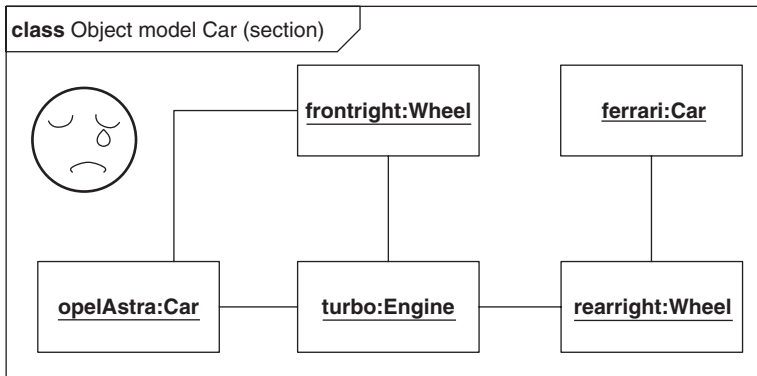 class Object model Car (section)
frontright:Wheel
ferrari:Car
opelAstra:Car
turbo:Engine
rearright:Wheel